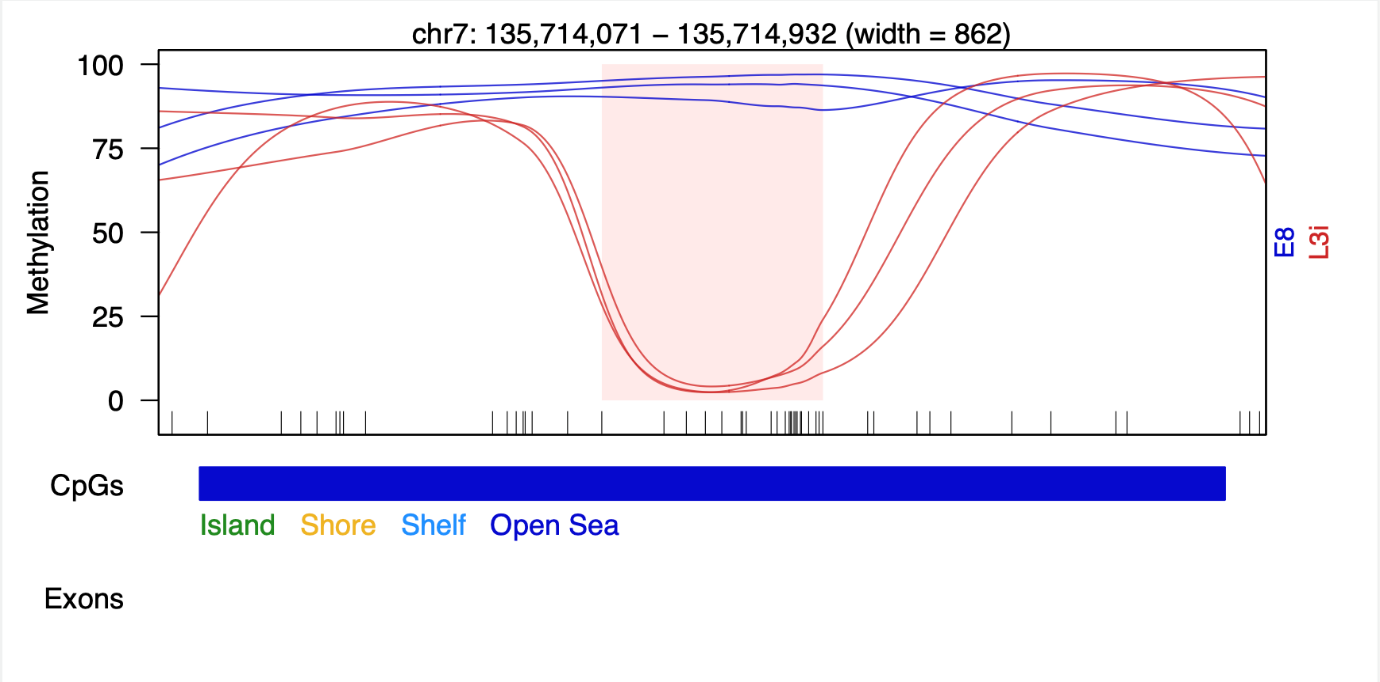 chr7: 135,714,071 – 135,714,932 (width = 862)
100
75
50
25
0
Methylation
E8
L3i
CpGs
Island Shore Shelf Open Sea
Exons